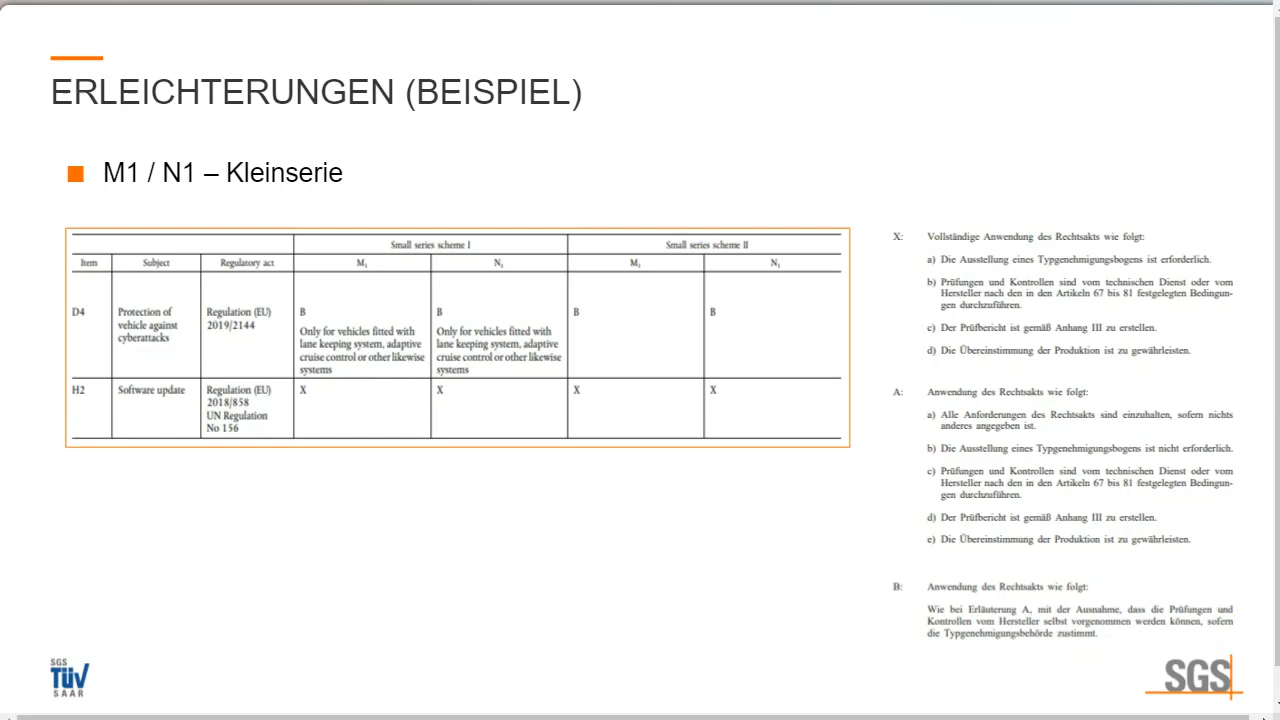 ERLEICHTERUNGEN (BEISPIEL)
M1 / N1 – Kleinserie
Small series scheme I
Small series scheme II
Item
Subject
Regulatory act
M₁
N₁
M₁
N₁
D4
Protection of
vehicle against
cyberattacks
Regulation (EU)
2019/2144
B
Only for vehicles fitted with
lane keeping system, adaptive
cruise control or other likewise
systems
B
Only for vehicles fitted with
lane keeping system, adaptive
cruise control or other likewise
systems
B
B
H2
Software update
Regulation (EU)
2018/858
UN Regulation
No 156
X
X
X
X
X: Vollständige Anwendung des Rechtsakts wie folgt:
a) Die Ausstellung eines Typgenehmigungsbogens ist erforderlich.
b) Prüfungen und Kontrollen sind vom technischen Dienst oder vom
Hersteller nach den in den Artikeln 67 bis 81 festgelegten Bedingun-
gen durchzuführen.
c) Der Prüfbericht ist gemäß Anhang III zu erstellen.
d) Die Übereinstimmung der Produktion ist zu gewährleisten.
A: Anwendung des Rechtsakts wie folgt:
a) Alle Anforderungen des Rechtsakts sind einzuhalten, sofern nichts
anderes angegeben ist.
b) Die Ausstellung eines Typgenehmigungsbogens ist nicht erforderlich.
c) Prüfungen und Kontrollen sind vom technischen Dienst oder vom
Hersteller nach den in den Artikeln 67 bis 81 festgelegten Bedingun-
gen durchzuführen.
d) Der Prüfbericht ist gemäß Anhang III zu erstellen.
e) Die Übereinstimmung der Produktion ist zu gewährleisten.
B: Anwendung des Rechtsakts wie folgt:
Wie bei Erläuterung A, mit der Ausnahme, dass die Prüfungen und
Kontrollen vom Hersteller selbst vorgenommen werden können, sofern
die Typgenehmigungsbehörde zustimmt.
SGS
TÜV
SAAR
SGS